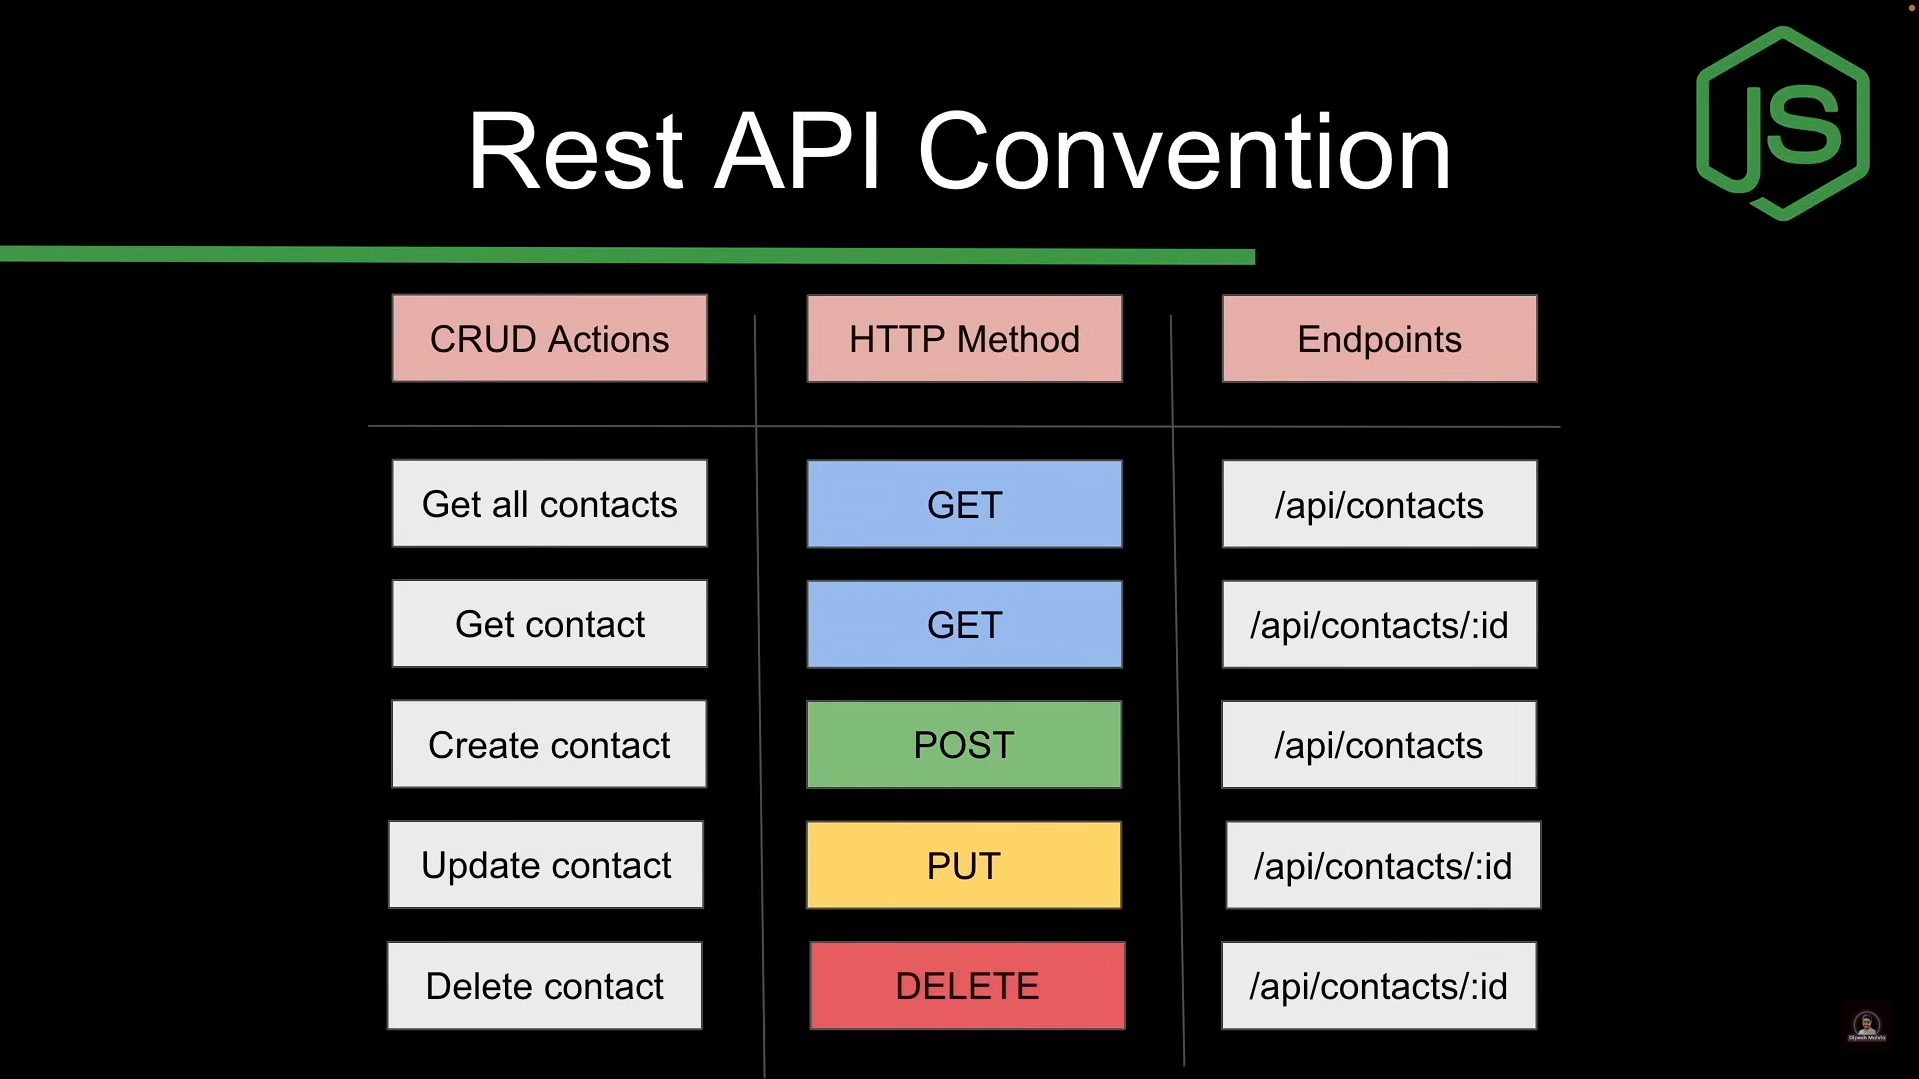 JS
Rest API Convention
CRUD Actions
HTTP Method
Endpoints
Get all contacts
GET
/api/contacts
Get contact
GET
/api/contacts/:id
Create contact
POST
/api/contacts
Update contact
PUT
/api/contacts/:id
Delete contact
DELETE
/api/contacts/:id
Dipesh Malvia